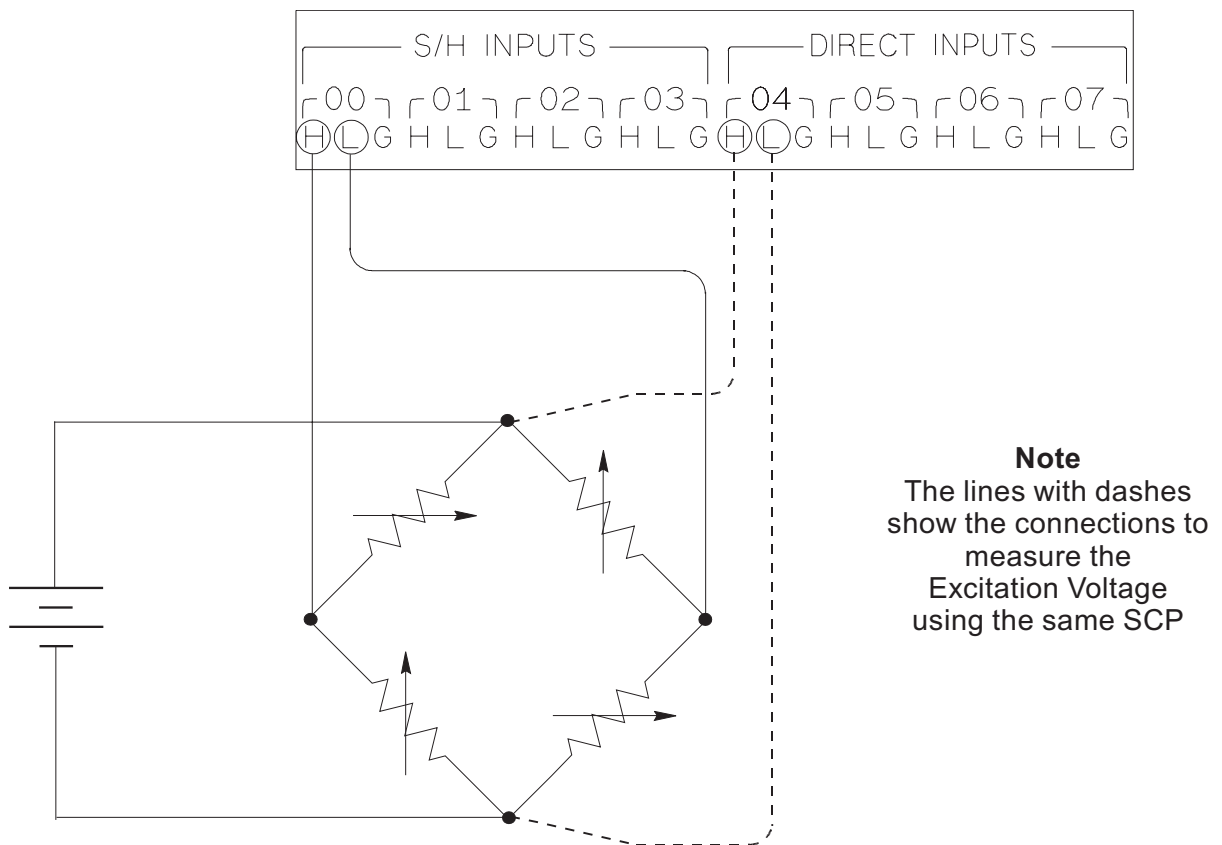 S/H INPUTS DIRECT INPUTS
00 01 02 03 04 05 06 07
H L G H L G H L G H L G H L G H L G H L G H L G
Note
The lines with dashes
show the connections to
measure the
Excitation Voltage
using the same SCP